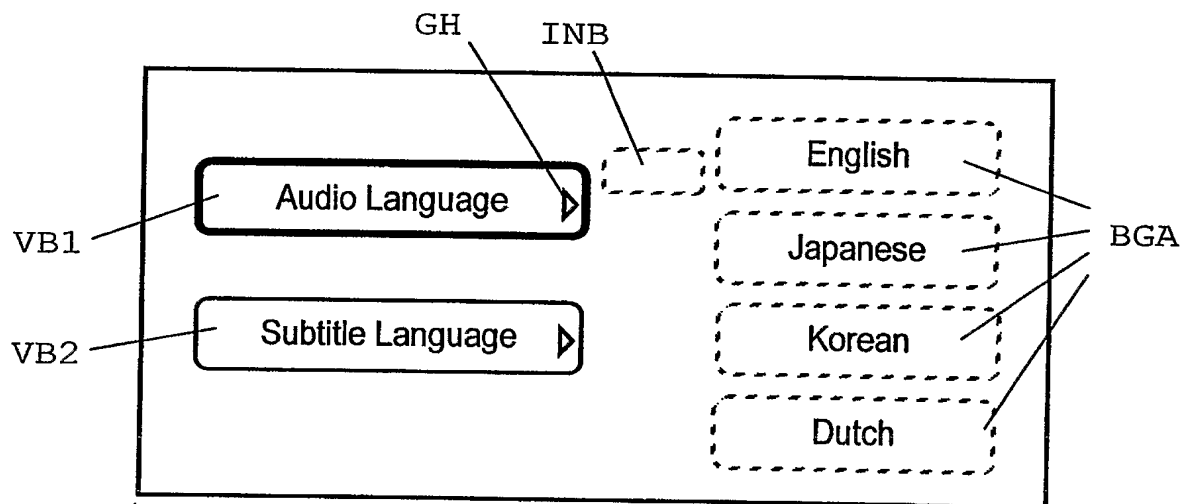 GH
INB
English
Audio Language
VB1
Japanese
BGA
Subtitle Language
Korean
VB2
Dutch